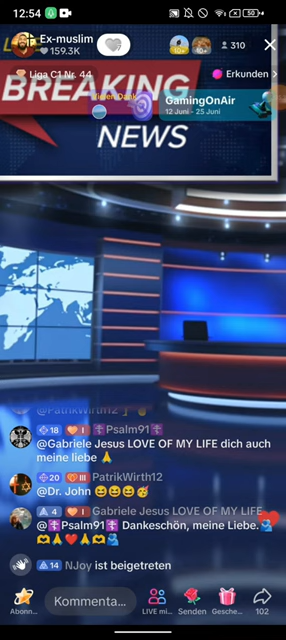 12:54
50
Ex-muslim
159.3K
310
Liga C1 Nr. 44
Erkunden >
BREAKING
GamingOnAir
12 Juni - 25 Juni
NEWS
@PatrikWirth12
18 I Psalm91
@Gabriele Jesus LOVE OF MY LIFE dich auch
meine liebe 🙏
20 III PatrikWirth12
@Dr. John 😆😆😆🥳
4 I Gabriele Jesus LOVE OF MY LIFE
@✝️Psalm91✝️ Dankeschön, meine Liebe.🫂
🫶🙏❤️🙏🫶🫂
14 NJoy ist beigetreten
Kommenta...
Abonn...
LIVE mi...
Senden
Gesche...
102